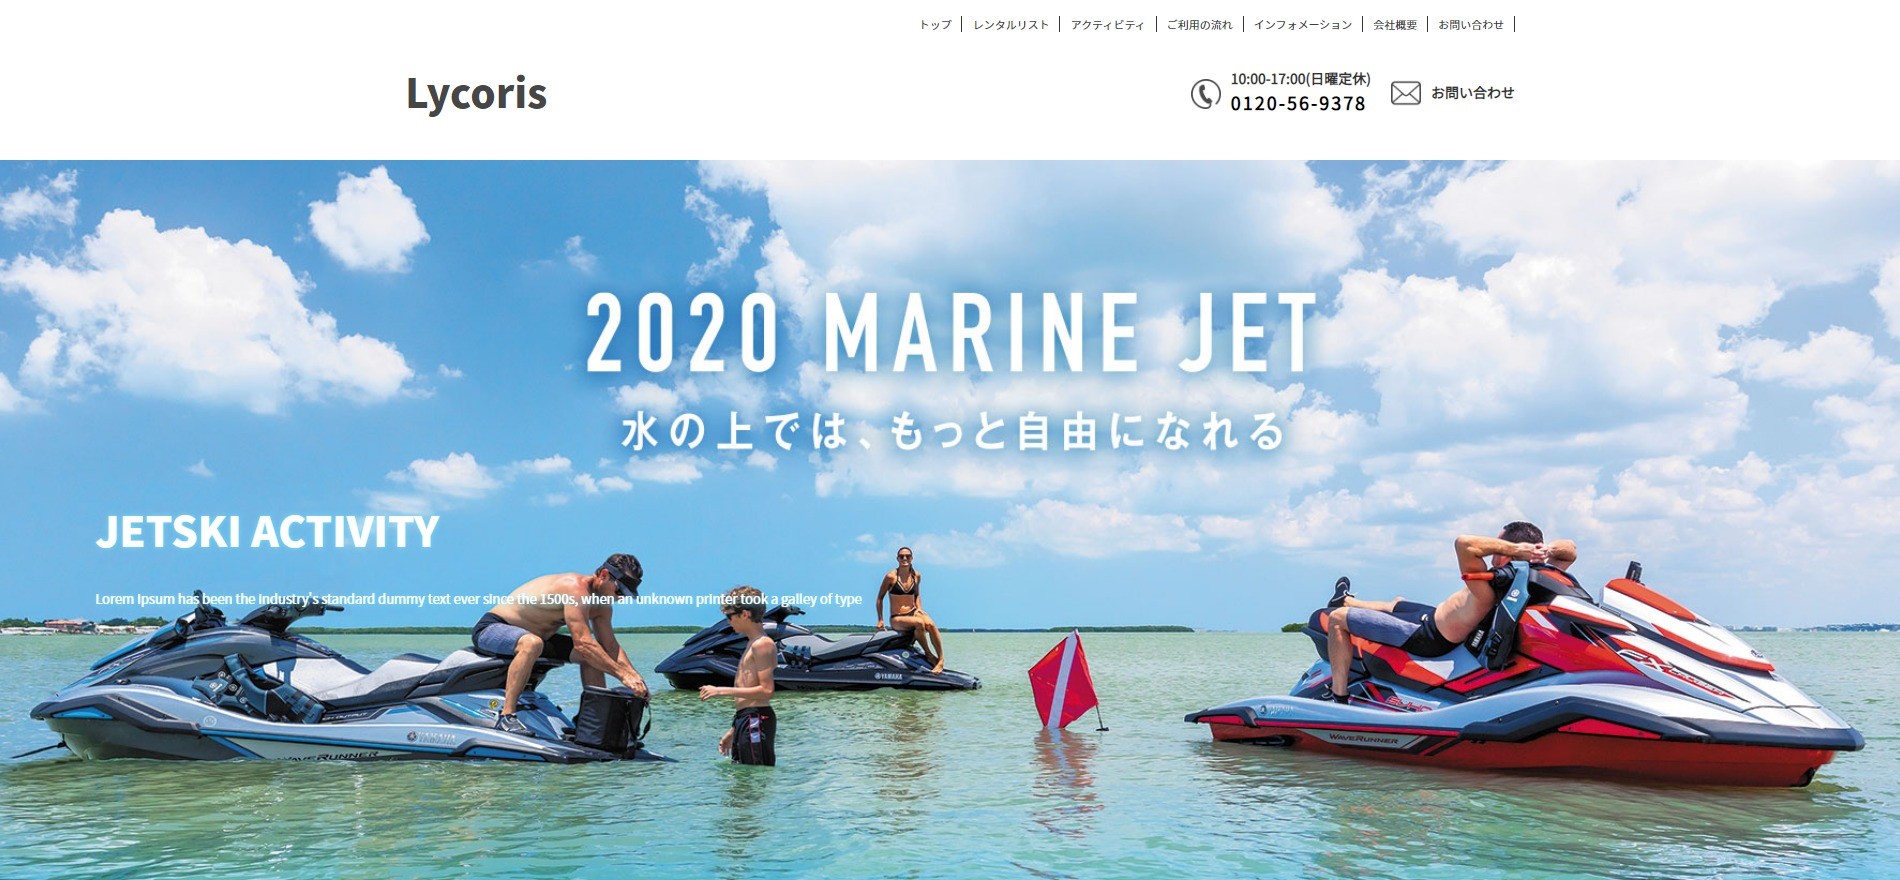 トップ レンタルリスト アクティビティ ご利用の流れ インフォメーション 会社概要 お問い合わせ
Lycoris
10:00-17:00(日曜定休)
0120-56-9378
お問い合わせ
2020 MARINE JET
水の上では、もっと自由になれる
JETSKI ACTIVITY
Lorem Ipsum has been the industry's standard dummy text ever since the 1500s, when an unknown printer took a galley of type
YAMAHA
YAMAHA
WAVERUNNER
WAVERUNNER